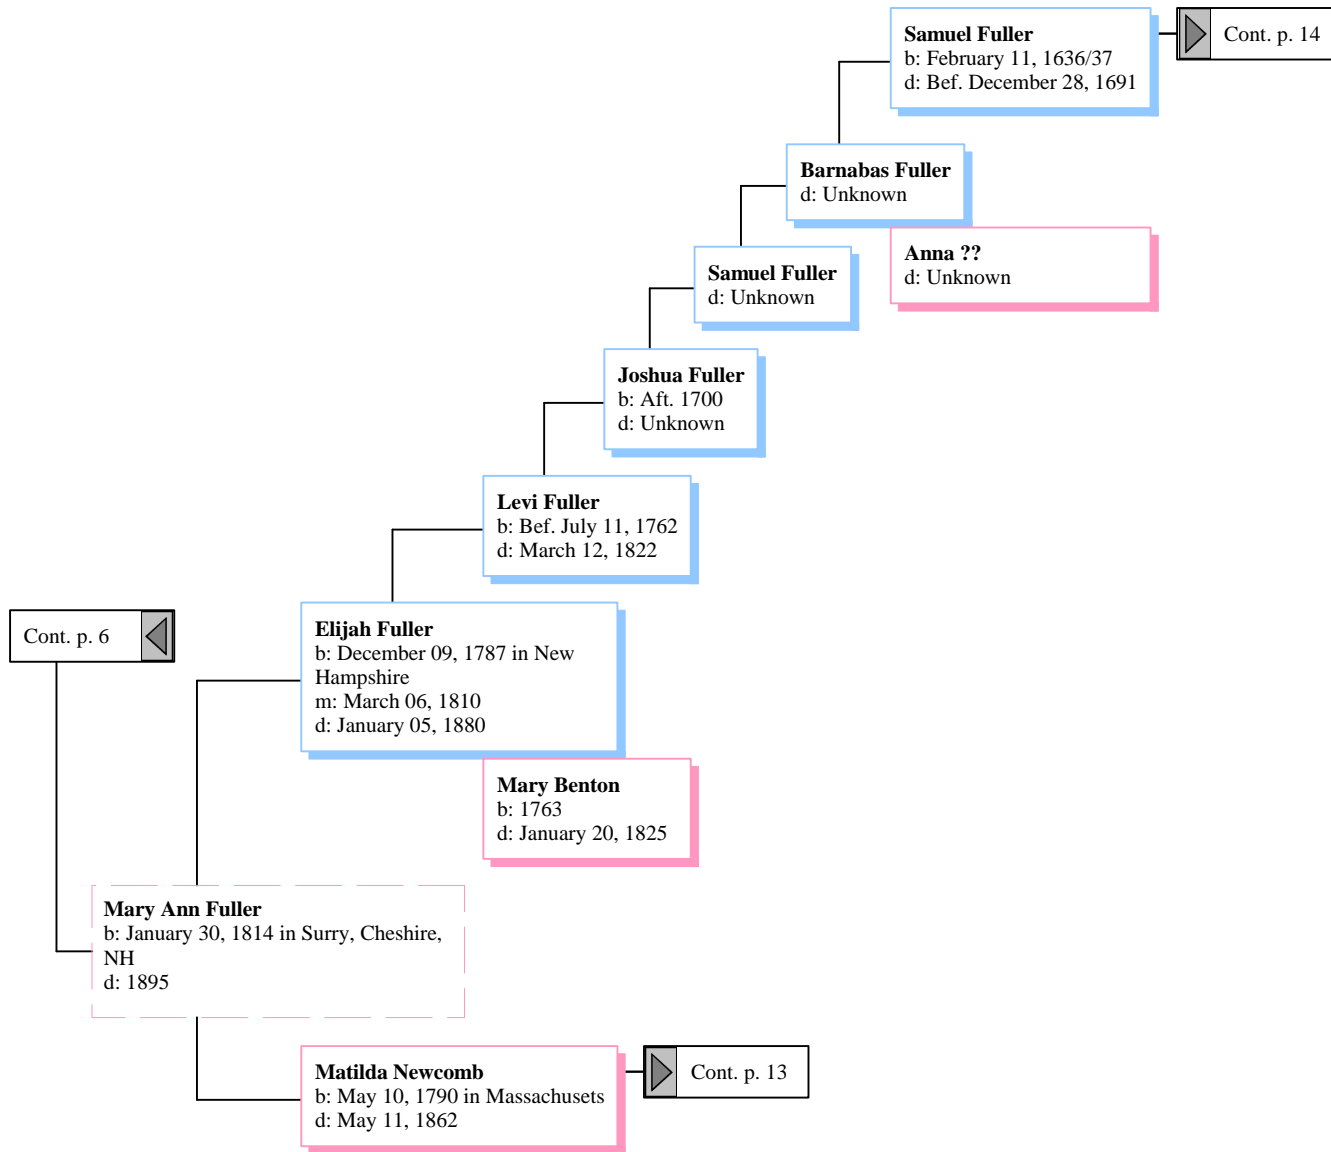 Samuel Fuller
b: February 11, 1636/37
d: Bef. December 28, 1691
Cont. p. 14
Barnabas Fuller
d: Unknown
Anna ??
d: Unknown
Samuel Fuller
d: Unknown
Joshua Fuller
b: Aft. 1700
d: Unknown
Levi Fuller
b: Bef. July 11, 1762
d: March 12, 1822
Cont. p. 6
Elijah Fuller
b: December 09, 1787 in New
Hampshire
m: March 06, 1810
d: January 05, 1880
Mary Benton
b: 1763
d: January 20, 1825
Mary Ann Fuller
b: January 30, 1814 in Surry, Cheshire,
NH
d: 1895
Matilda Newcomb
b: May 10, 1790 in Massachusets
d: May 11, 1862
Cont. p. 13